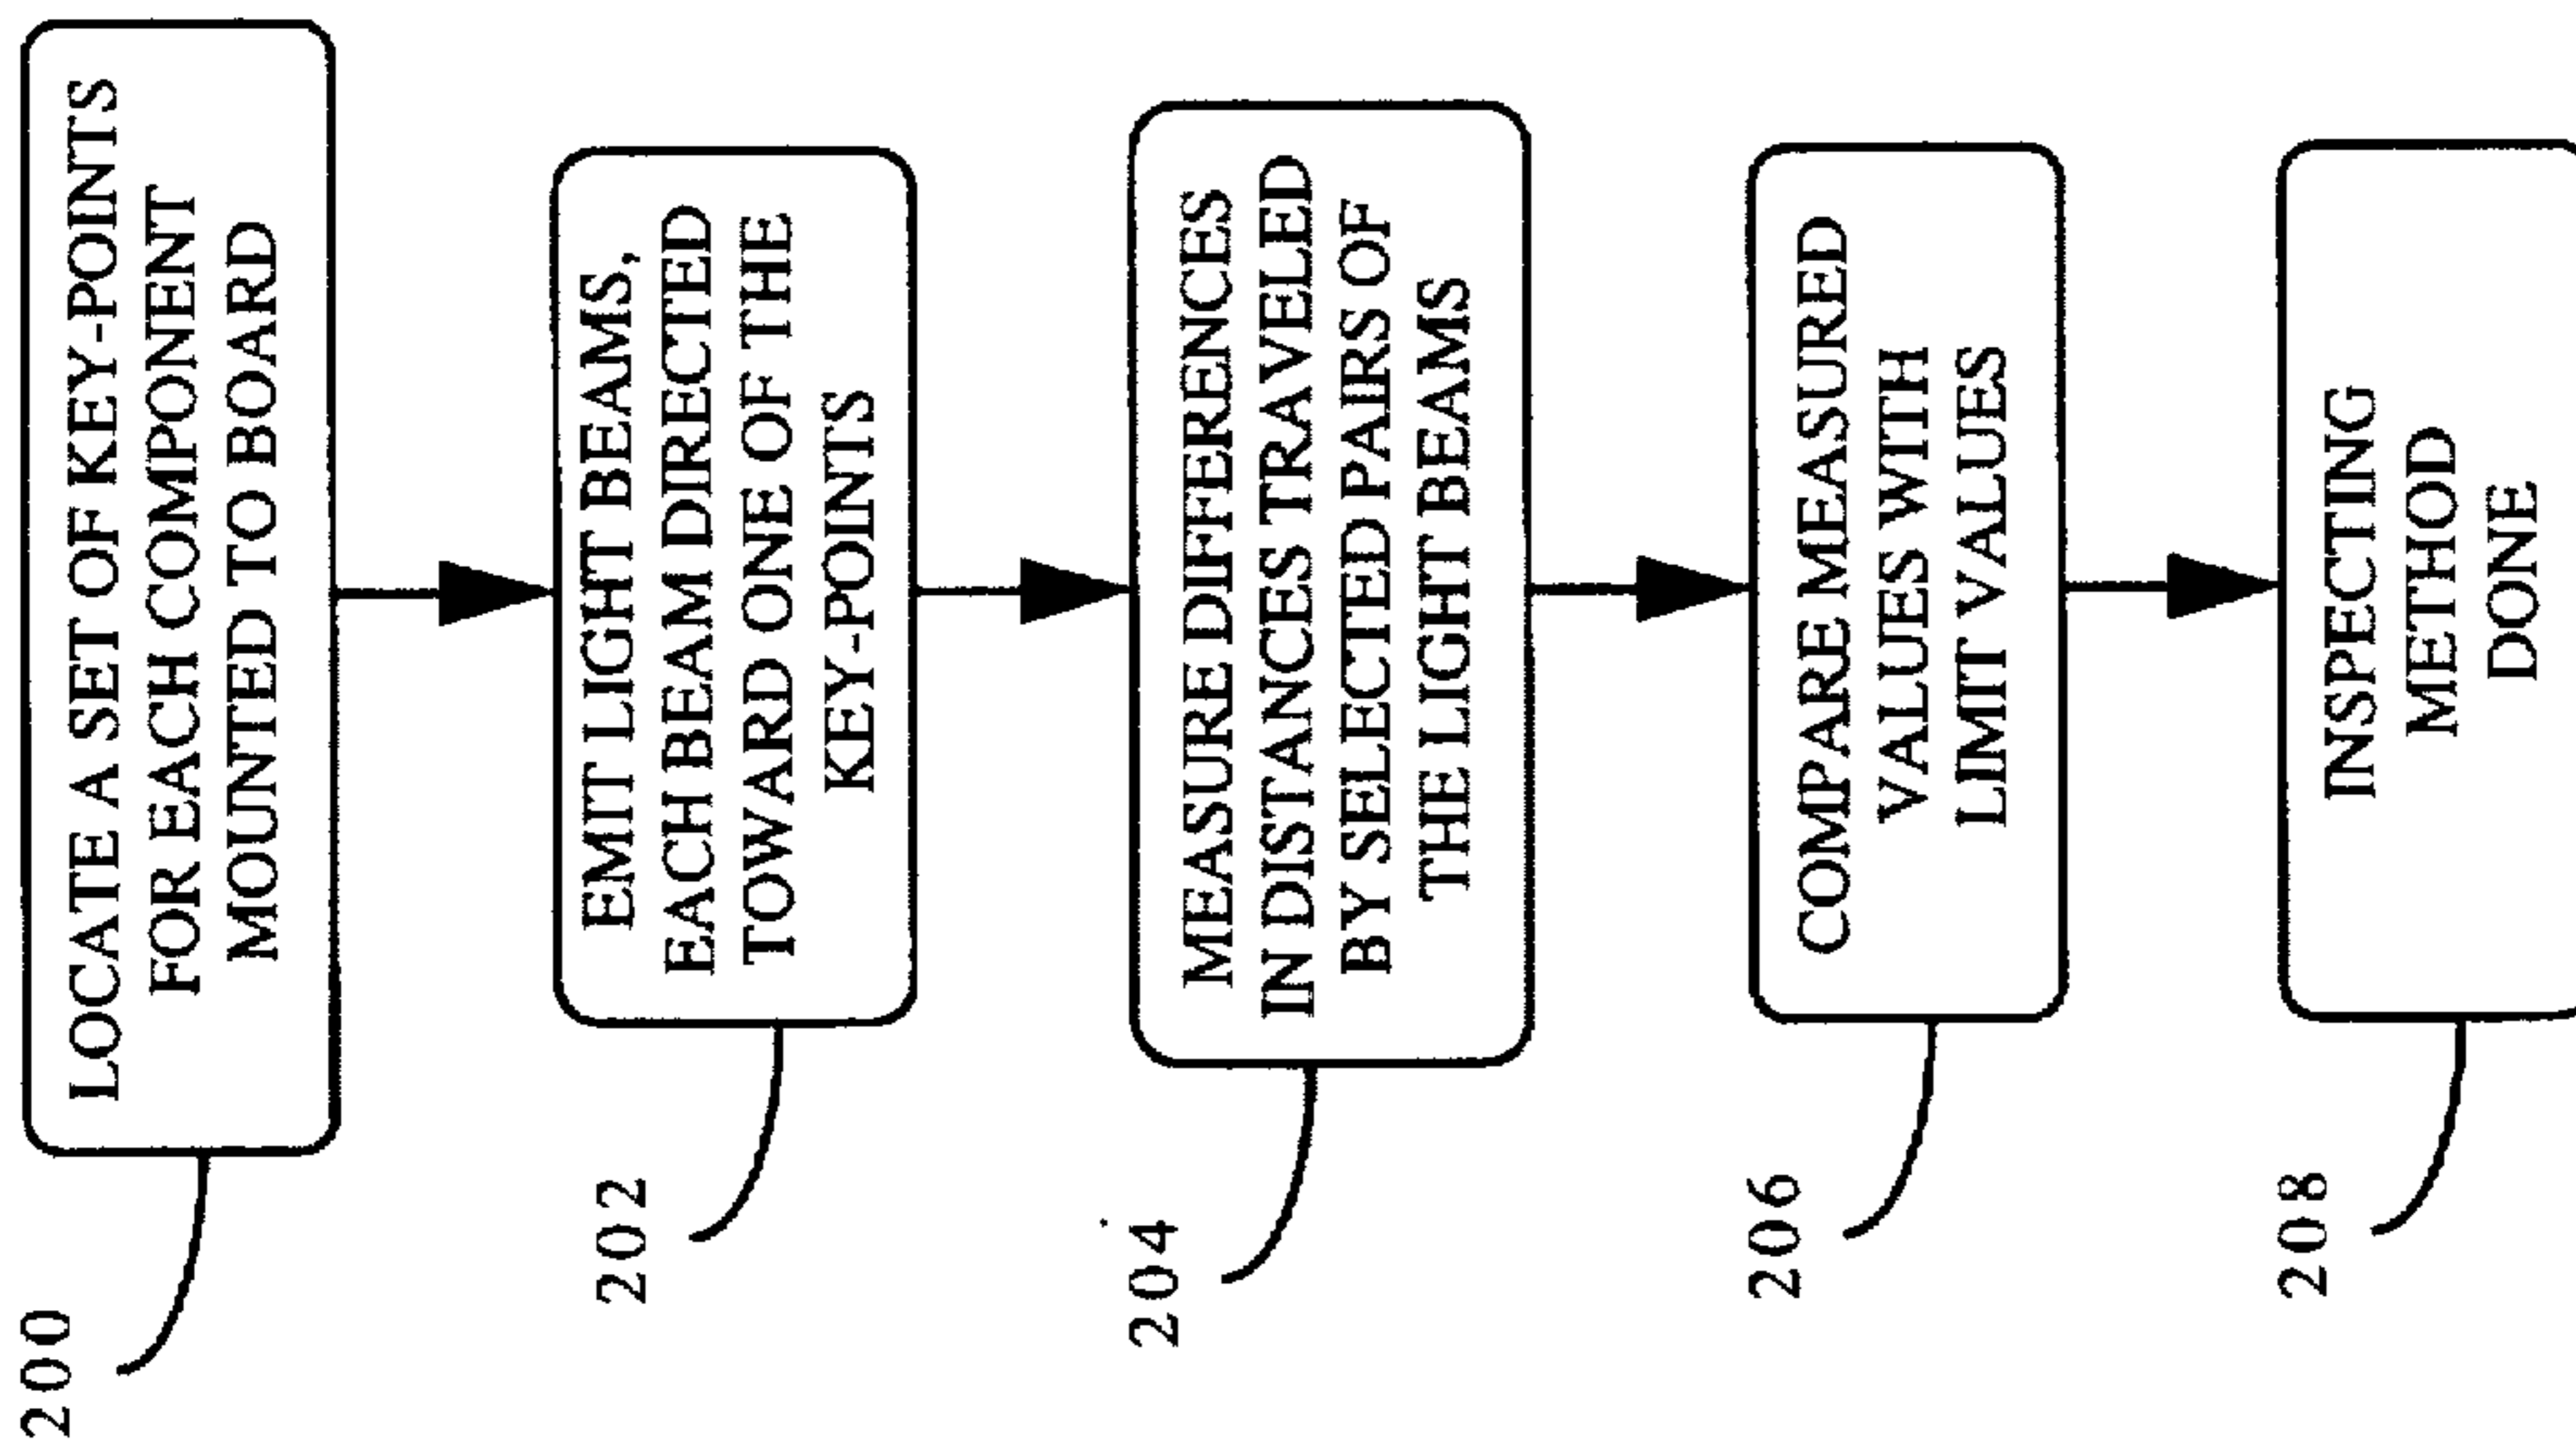 200
LOCATE A SET OF KEY-POINTS
FOR EACH COMPONENT
MOUNTED TO BOARD
202
EMIT LIGHT BEAMS,
EACH BEAM DIRECTED
TOWARD ONE OF THE
KEY-POINTS
204
MEASURE DIFFERENCES
IN DISTANCES TRAVELED
BY SELECTED PAIRS OF
THE LIGHT BEAMS
206
COMPARE MEASURED
VALUES WITH
LIMIT VALUES
208
INSPECTING
METHOD
DONE